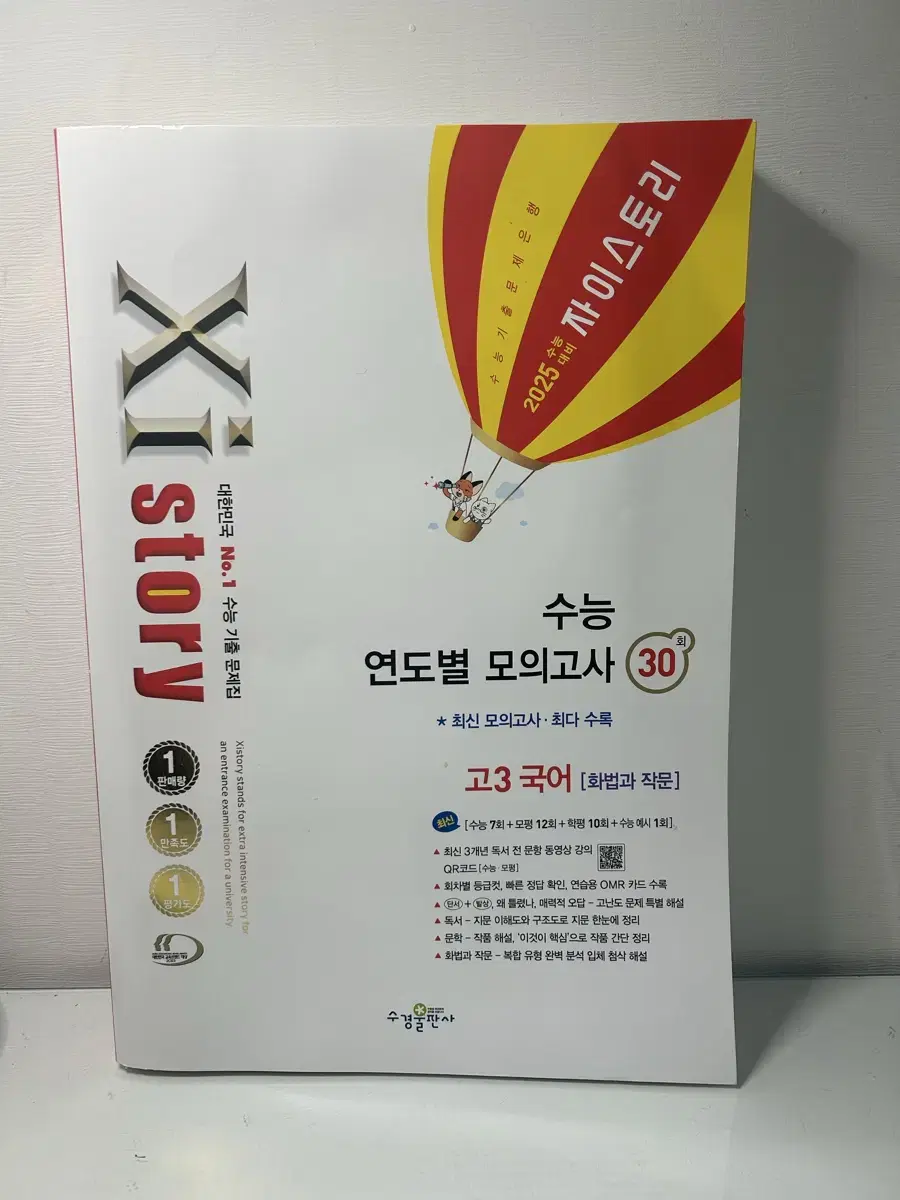 Xi story
대한민국 No.1 수능 기출 문제집
Xistory stands for extra intensive story for
an entrance examination for a university
1
판매량
1
만족도
1
평가도
수능기출문제은행
2025 수능 대비
자이스토리
수능
연도별 모의고사 30회
* 최신 모의고사·최다 수록
고3 국어 [화법과 작문]
최신 [수능 7회+모평 12회+학평 10회+수능 예시 1회]
▲ 최신 3개년 독서 전 문항 동영상 강의
QR코드 [수능·모평]
▲ 회차별 등급컷, 빠른 정답 확인, 연습용 OMR 카드 수록
▲ 단서 + 발상, 왜 틀렸나, 매력적 오답 – 고난도 문제 특별 해설
▲ 독서 – 지문 이해도와 구조도로 지문 한눈에 정리
▲ 문학 – 작품 해설, '이것이 핵심'으로 작품 간단 정리
▲ 화법과 작문 – 복합 유형 완벽 분석 입체 첨삭 해설
수경출판사